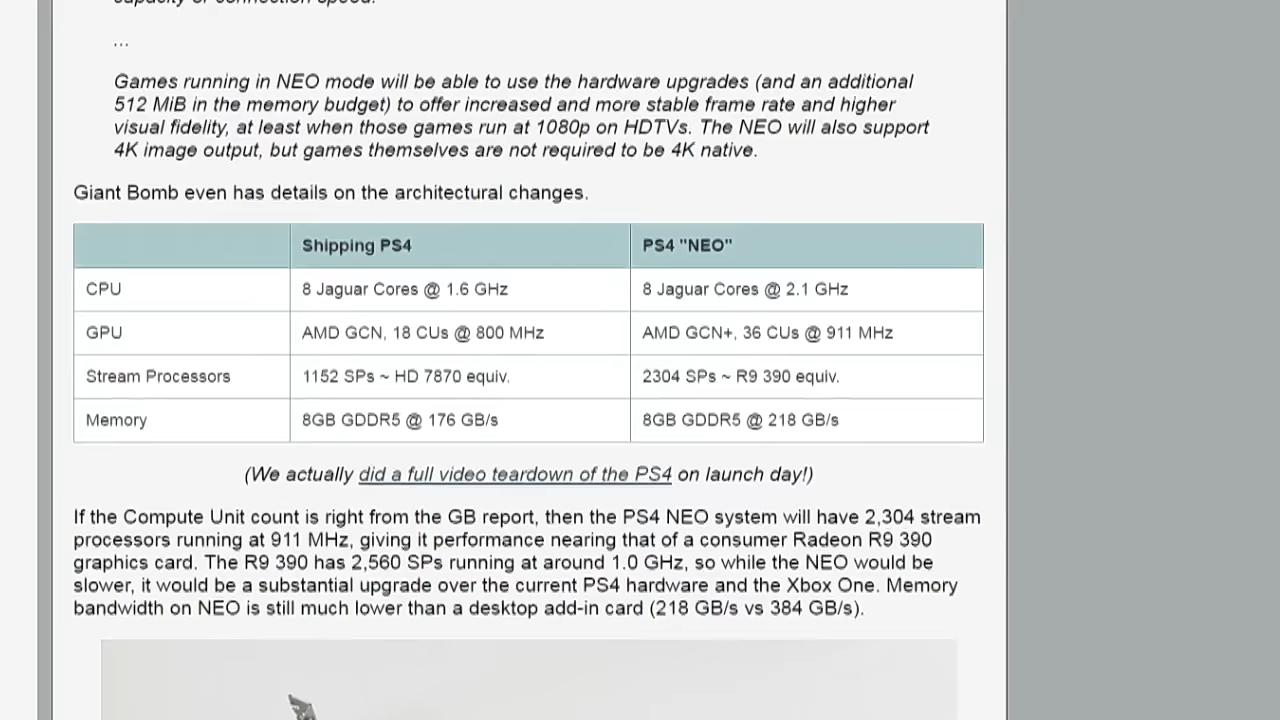 capacity or connection speed.
...
Games running in NEO mode will be able to use the hardware upgrades (and an additional
512 MiB in the memory budget) to offer increased and more stable frame rate and higher
visual fidelity, at least when those games run at 1080p on HDTVs. The NEO will also support
4K image output, but games themselves are not required to be 4K native.
Giant Bomb even has details on the architectural changes.
Shipping PS4 PS4 "NEO"
CPU 8 Jaguar Cores @ 1.6 GHz 8 Jaguar Cores @ 2.1 GHz
GPU AMD GCN, 18 CUs @ 800 MHz AMD GCN+, 36 CUs @ 911 MHz
Stream Processors 1152 SPs ~ HD 7870 equiv. 2304 SPs ~ R9 390 equiv.
Memory 8GB GDDR5 @ 176 GB/s 8GB GDDR5 @ 218 GB/s
(We actually did a full video teardown of the PS4 on launch day!)
If the Compute Unit count is right from the GB report, then the PS4 NEO system will have 2,304 stream
processors running at 911 MHz, giving it performance nearing that of a consumer Radeon R9 390
graphics card. The R9 390 has 2,560 SPs running at around 1.0 GHz, so while the NEO would be
slower, it would be a substantial upgrade over the current PS4 hardware and the Xbox One. Memory
bandwidth on NEO is still much lower than a desktop add-in card (218 GB/s vs 384 GB/s).